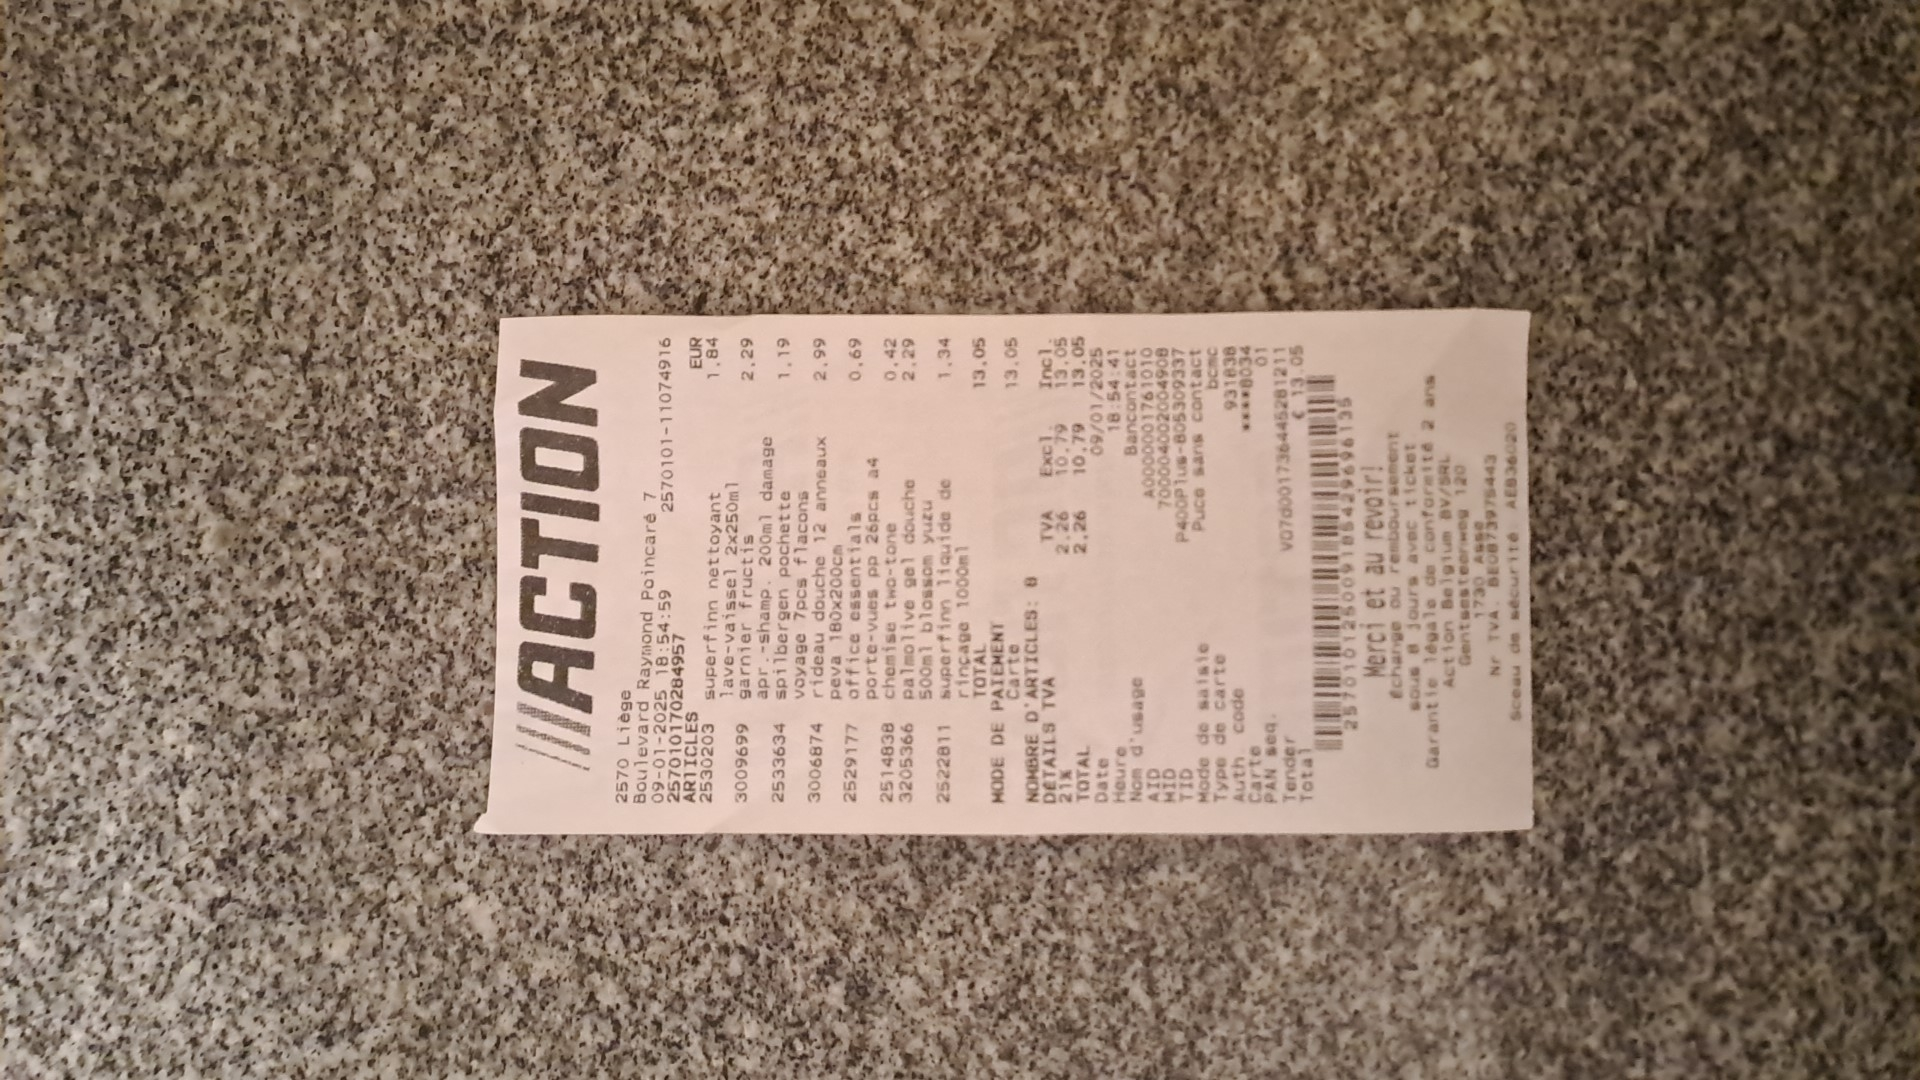 ///ACTION
2570 Liège
Boulevard Raymond Poincaré 7
09-01-2025 18:54:59 2570101-11074916
2570101702849​57
ARTICLES EUR
2530203 superfinn nettoyant 1.84
lave-vaissel 2x250ml
3009699 garnier fructis 2.29
apr.-shamp. 200ml damage
2533634 spilbergen pochette 1.19
voyage 7pcs flacons
3006874 rideau douche 12 anneaux 2.99
peva 180x200cm
2529177 office essentials 0.69
porte-vues pp 26pcs a4
2514838 chemise two-tone 0.42
3205366 palmolive gel douche 2.29
500ml blossom yuzu
2522811 superfinn liquide de 1.34
rinçage 1000ml
TOTAL 13.05
MODE DE PAIEMENT
Carte 13.05
NOMBRE D'ARTICLES: 8
DÉTAILS TVA TVA Excl. Incl.
21% 2.26 10.79 13.05
TOTAL 2.26 10.79 13.05
Date 09/01/2025
Heure 18:54:41
Nom d'usage Bancontact
AID A0000001761010
MID
TID P400Plus-805309337
Mode de saisie Puce sans contact
Type de carte bcmc
Auth. code 931838
Carte ****8034
PAN seq. 01
Tender
Total € 13.05
Merci et au revoir!
Échange ou remboursement
sous 8 jours avec ticket
Garantie légale de conformité 2 ans
Action Belgium BV/SRL
Gentsesteenweg 120
1730 Asse
Nr TVA. BE0873975443
Sceau de sécurité: